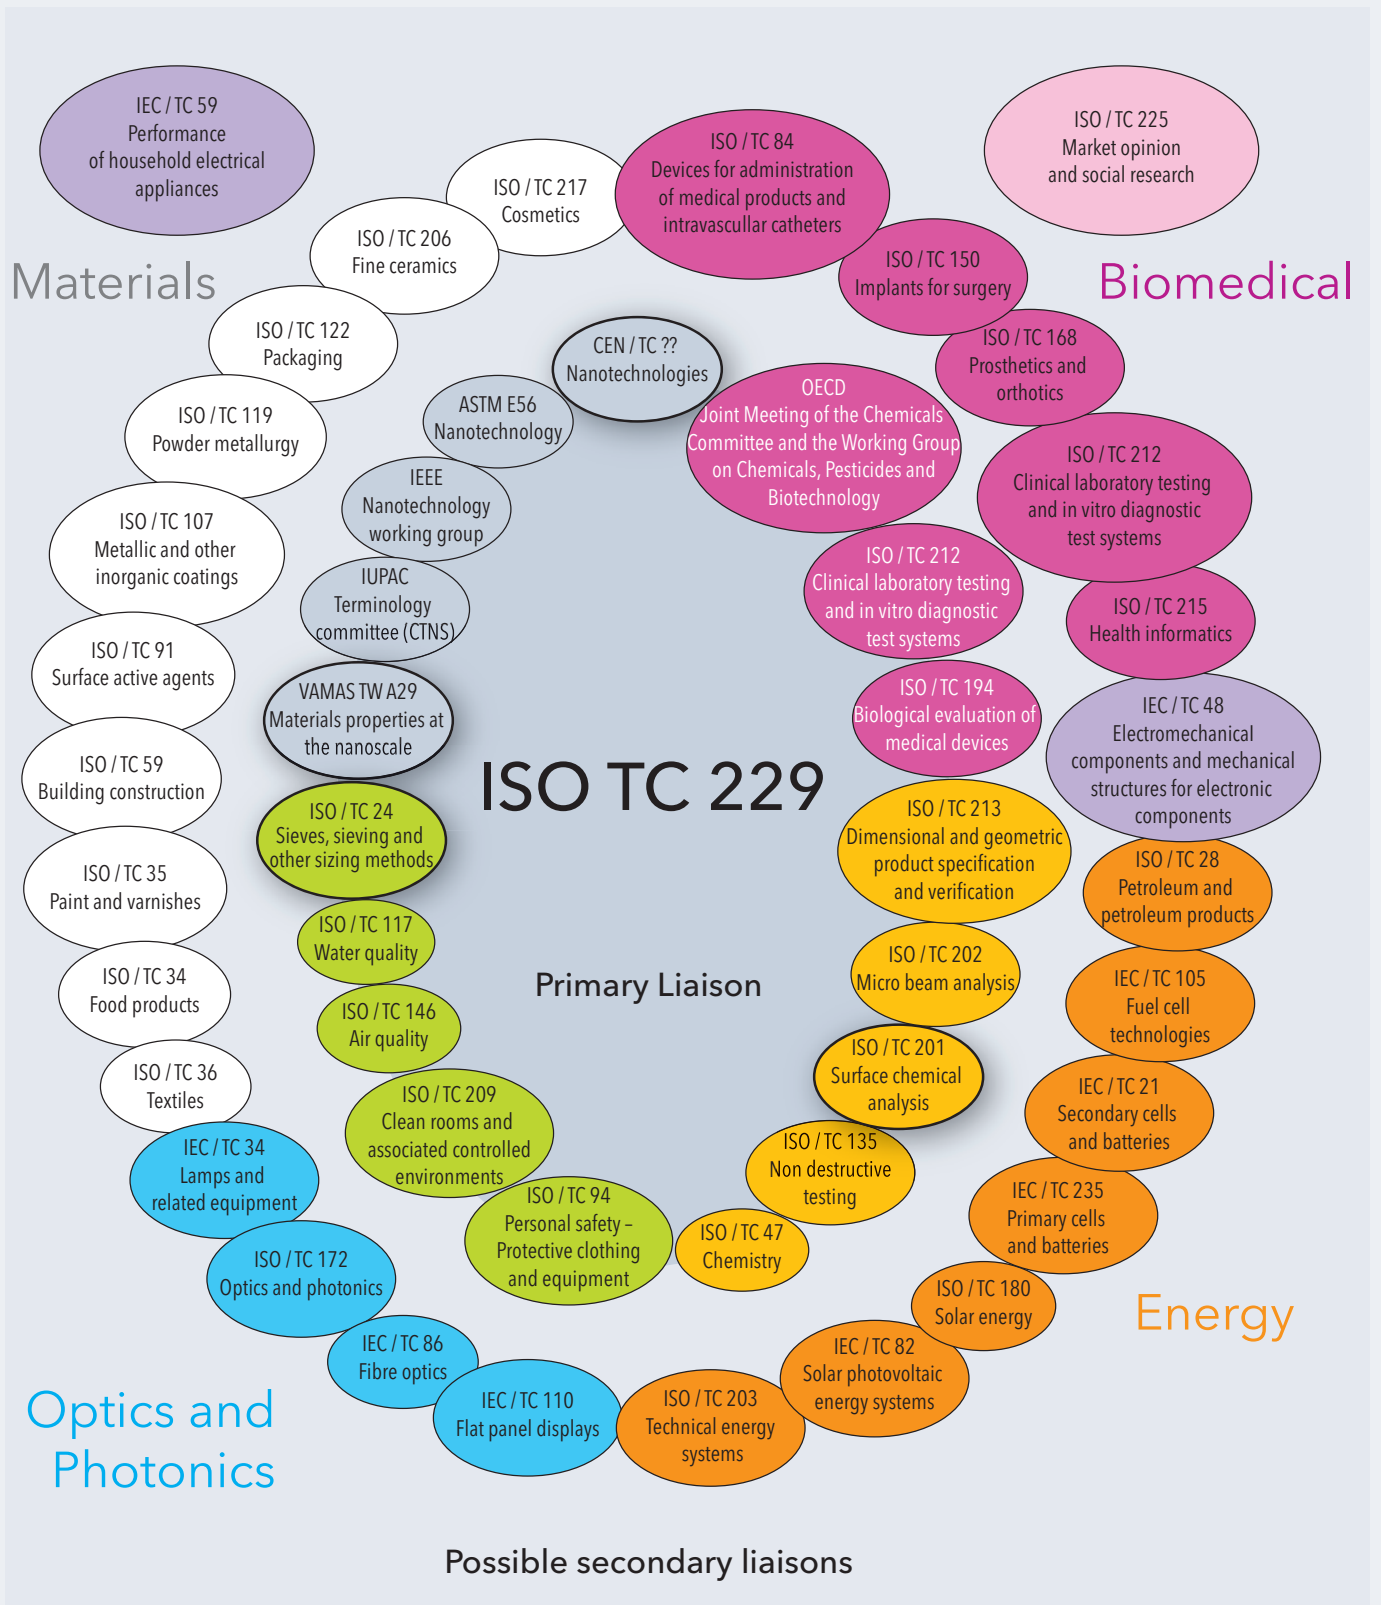 IEC / TC 59
Performance
of household electrical
appliances
ISO / TC 225
Market opinion
and social research
Materials
Biomedical
ISO / TC 84
Devices for administration
of medical products and
intravascullar catheters
ISO / TC 150
Implants for surgery
ISO / TC 168
Prosthetics and
orthotics
ISO / TC 212
Clinical laboratory testing
and in vitro diagnostic
test systems
ISO / TC 215
Health informatics
IEC / TC 48
Electromechanical
components and mechanical
structures for electronic
components
ISO / TC 28
Petroleum and
petroleum products
IEC / TC 105
Fuel cell
technologies
IEC / TC 21
Secondary cells
and batteries
IEC / TC 235
Primary cells
and batteries
ISO / TC 180
Solar energy
IEC / TC 82
Solar photovoltaic
energy systems
ISO / TC 203
Technical energy
systems
Energy
IEC / TC 110
Flat panel displays
IEC / TC 86
Fibre optics
ISO / TC 172
Optics and photonics
IEC / TC 34
Lamps and
related equipment
Optics and
Photonics
ISO / TC 36
Textiles
ISO / TC 34
Food products
ISO / TC 35
Paint and varnishes
ISO / TC 59
Building construction
ISO / TC 91
Surface active agents
ISO / TC 107
Metallic and other
inorganic coatings
ISO / TC 119
Powder metallurgy
ISO / TC 122
Packaging
ISO / TC 206
Fine ceramics
ISO / TC 217
Cosmetics
CEN / TC ??
Nanotechnologies
OECD
Joint Meeting of the Chemicals
Committee and the Working Group
on Chemicals, Pesticides and
Biotechnology
ISO / TC 212
Clinical laboratory testing
and in vitro diagnostic
test systems
ISO / TC 194
Biological evaluation of
medical devices
ISO / TC 213
Dimensional and geometric
product specification
and verification
ISO / TC 202
Micro beam analysis
ISO / TC 201
Surface chemical
analysis
ISO / TC 135
Non destructive
testing
ISO / TC 47
Chemistry
ISO / TC 94
Personal safety –
Protective clothing
and equipment
ISO / TC 209
Clean rooms and
associated controlled
environments
ISO / TC 146
Air quality
ISO / TC 117
Water quality
ISO / TC 24
Sieves, sieving and
other sizing methods
VAMAS TW A29
Materials properties at
the nanoscale
IUPAC
Terminology
committee (CTNS)
IEEE
Nanotechnology
working group
ASTM E56
Nanotechnology
ISO TC 229
Primary Liaison
Possible secondary liaisons